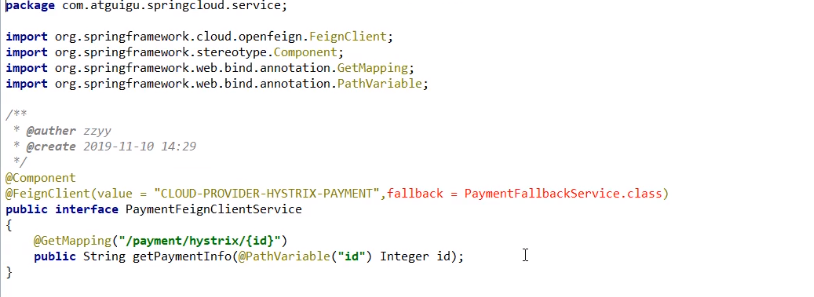 package com.atguigu.springcloud.service;
import org.springframework.cloud.openfeign.FeignClient;
import org.springframework.stereotype.Component;
import org.springframework.web.bind.annotation.GetMapping;
import org.springframework.web.bind.annotation.PathVariable;
/**
 * @auther zzyy
 * @create 2019-11-10 14:29
 */
@Component
@FeignClient(value = "CLOUD-PROVIDER-HYSTRIX-PAYMENT",fallback = PaymentFallbackService.class)
public interface PaymentFeignClientService
{
    @GetMapping("/payment/hystrix/{id}")
    public String getPaymentInfo(@PathVariable("id") Integer id);
}